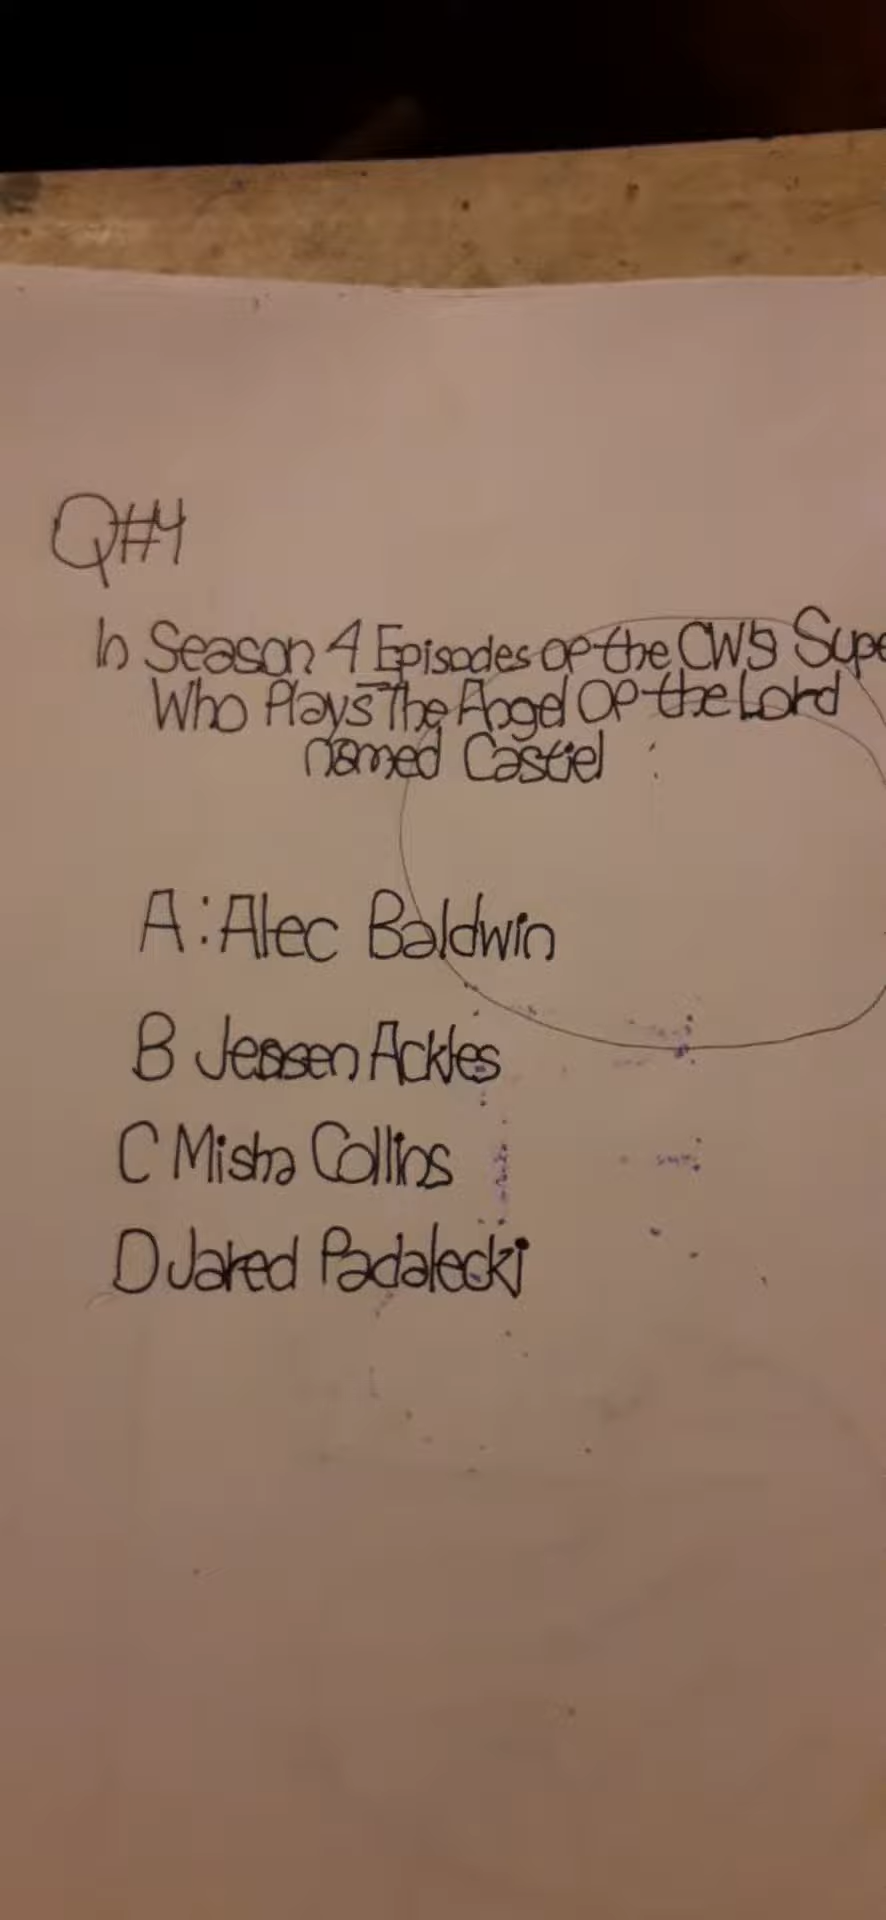 Q#4
In Season 4 Episodes of the CW's Supe
Who Plays The Angel Of the Lord
named Castiel
A: Alec Baldwin
B Jessen Ackles
C Misha Collins
D Jared Padalecki